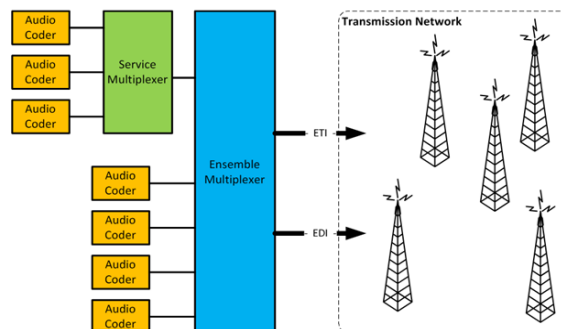 Audio
Coder
Audio
Coder
Audio
Coder
Service
Multiplexer
Audio
Coder
Audio
Coder
Audio
Coder
Audio
Coder
Ensemble
Multiplexer
ETI
EDI
Transmission Network